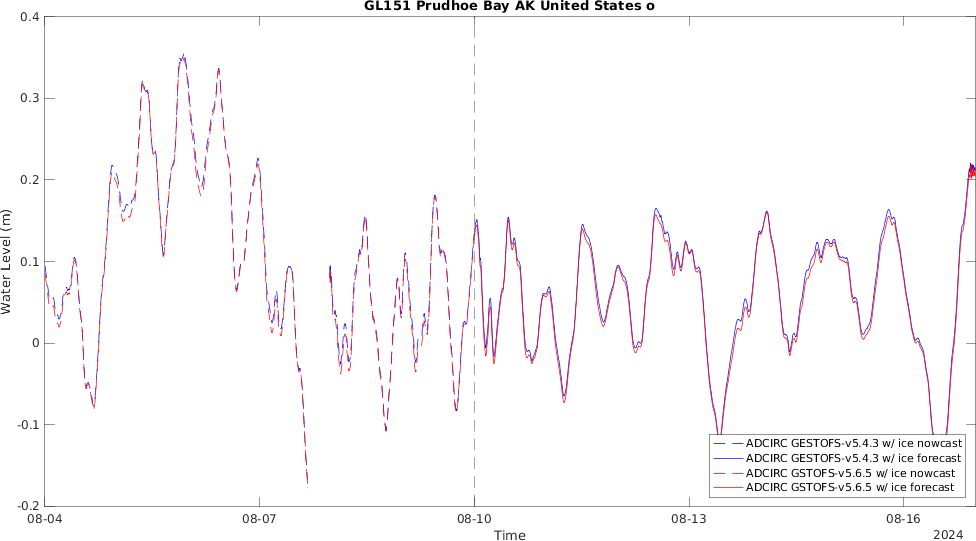 GL151 Prudhoe Bay AK United States o
Water Level (m)
0.4
0.3
0.2
0.1
0
-0.1
-0.2
ADCIRC GESTOFS-v5.4.3 w/ ice nowcast
ADCIRC GESTOFS-v5.4.3 w/ ice forecast
ADCIRC GSTOFS-v5.6.5 w/ ice nowcast
ADCIRC GSTOFS-v5.6.5 w/ ice forecast
08-04 08-07 08-10 08-13 08-16
Time
2024